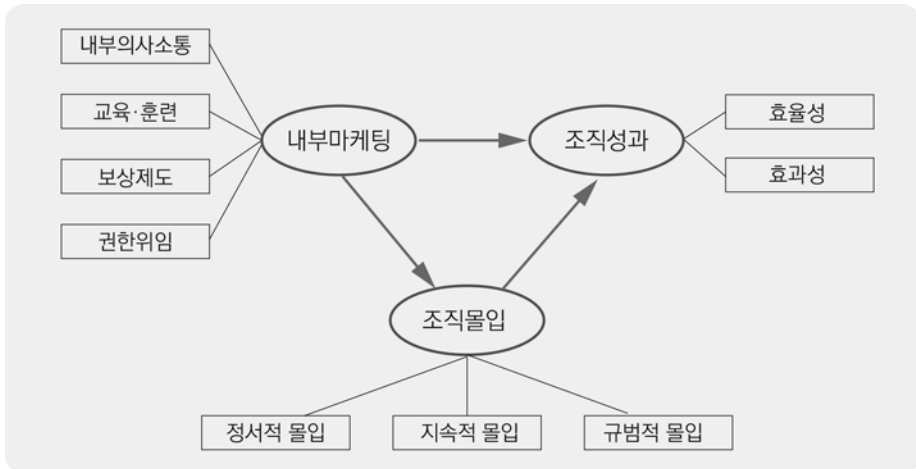 내부의사소통
교육·훈련
보상제도
권한위임
내부마케팅
조직성과
효율성
효과성
조직몰입
정서적 몰입
지속적 몰입
규범적 몰입